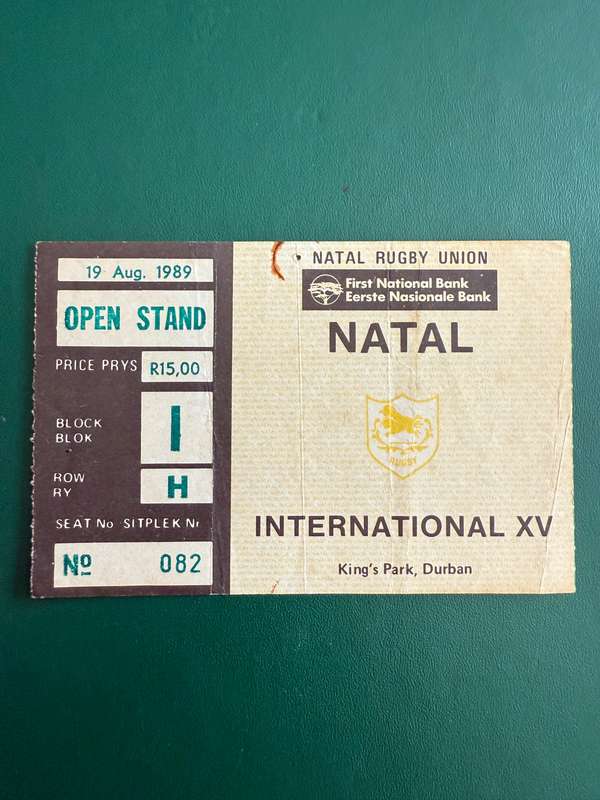 19 Aug. 1989
OPEN STAND
PRICE PRYS R15,00
BLOCK
BLOK
I
ROW
RY
H
SEAT No SITPLEK Nr
Nº 082
NATAL RUGBY UNION
First National Bank
Eerste Nasionale Bank
NATAL
RUGBY
INTERNATIONAL XV
King's Park, Durban